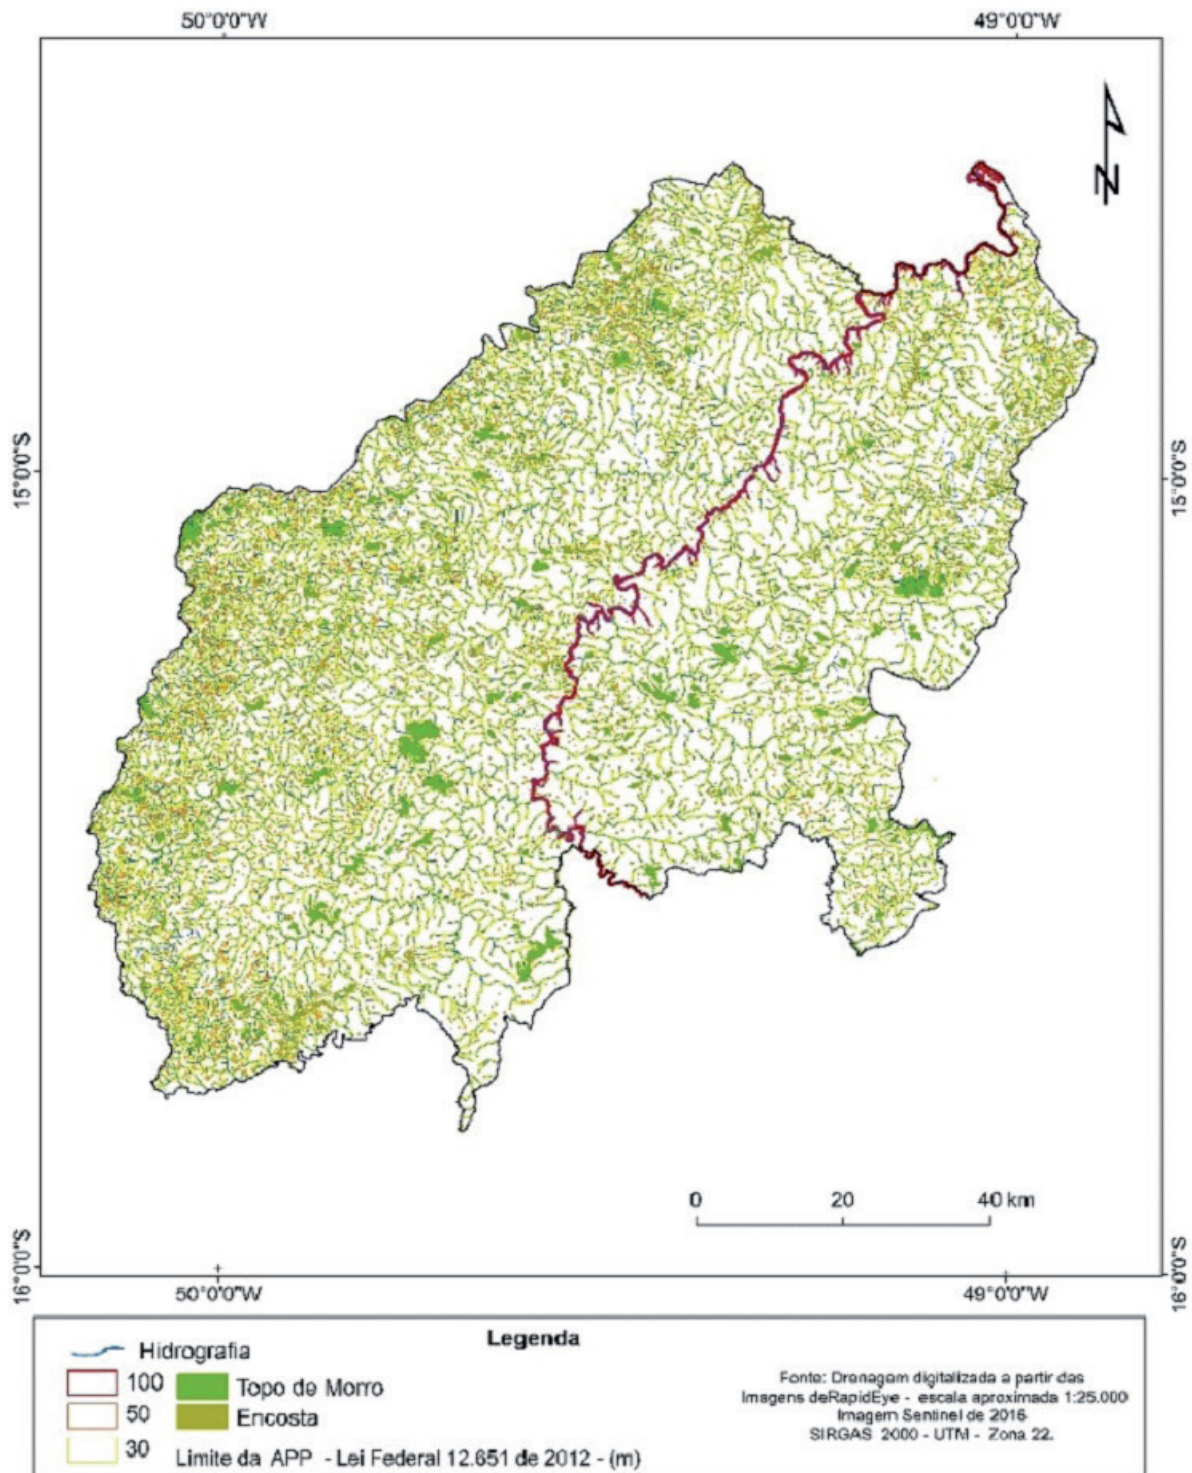 50°0'0"W 49°0'0"W
N
15°0'0"S 15°0'0"S
0 20 40 km
16°0'0"S 16°0'0"S
50°0'0"W 49°0'0"W
Legenda
Hidrografia
100 Topo de Morro
50 Encosta
30 Limite da APP - Lei Federal 12.651 de 2012 - (m)
Fonte: Drenagem digitalizada a partir das
Imagens deRapidEye - escala aproximada 1:25.000
Imagem Sentinel de 2016
SIRGAS 2000 - UTM - Zona 22.